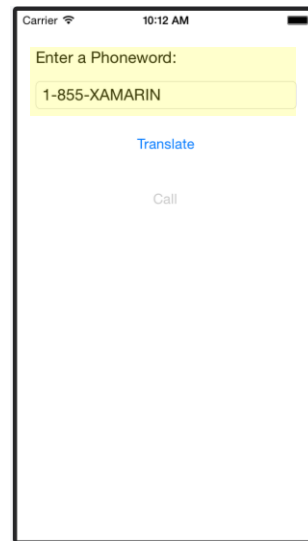 Carrier 10:12 AM
Enter a Phoneword:
1-855-XAMARIN
Translate
Call